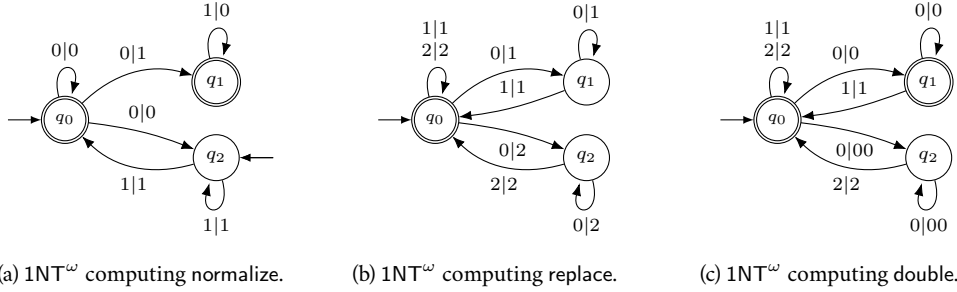 1|0
0|0
0|1
q₁
q₀
0|0
q₂
1|1
1|1
(a) 1NT^ω computing normalize.
0|1
1|1
2|2
0|1
q₁
1|1
q₀
0|2
q₂
2|2
0|2
(b) 1NT^ω computing replace.
0|0
1|1
2|2
0|0
q₁
1|1
q₀
0|00
q₂
2|2
0|00
(c) 1NT^ω computing double.